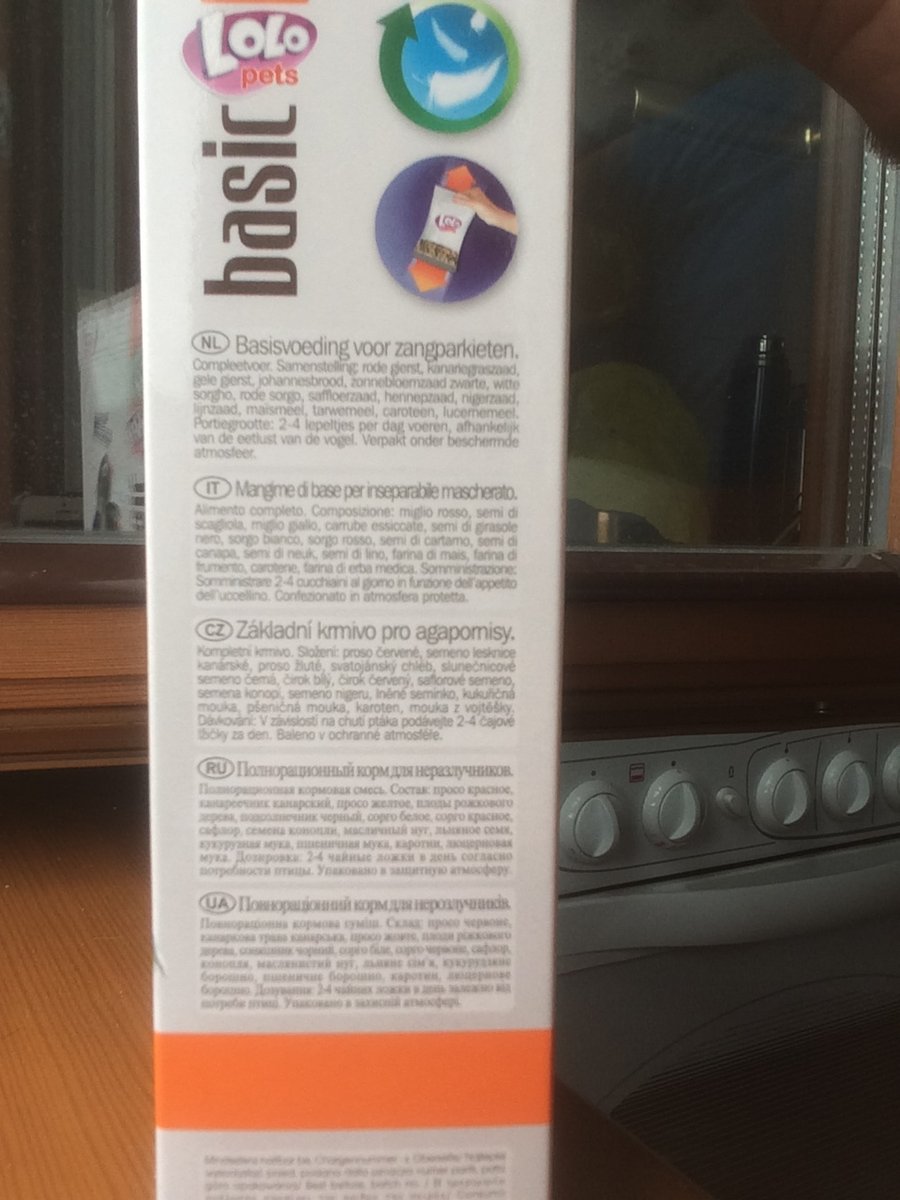 LOLO
pets
basic
LOLO
NL Basisvoeding voor zangparkieten.
Compleetvoer. Samenstelling: rode gierst, kanariegraszaad,
gele gierst, johannesbrood, zonnebloemzaad zwarte, witte
sorgho, rode sorgo, saffloerzaad, hennepzaad, nigerzaad,
lijnzaad, maismeel, tarwemeel, caroteen, lucernemeel.
Portiegrootte: 2-4 lepeltjes per dag voeren, afhankelijk
van de eetlust van de vogel. Verpakt onder beschermde
atmosfeer.
IT Mangime di base per inseparabile mascherato.
Alimento completo. Composizione: miglio rosso, semi di
scagliola, miglio giallo, carrube essiccate, semi di girasole
nero, sorgo bianco, sorgo rosso, semi di cartamo, semi di
canapa, semi di neuk, semi di lino, farina di mais, farina di
frumento, carotene, farina di erba medica. Somministrazione:
Somministrare 2-4 cucchiaini al giorno in funzione dell'appetito
dell'uccellino. Confezionato in atmosfera protetta.
CZ Základní krmivo pro agapornisy.
Kompletní krmivo. Složení: proso červené, semeno lesknice
kanárské, proso žluté, svatojánský chléb, slunečnicové
semeno černá, čirok bílý, čirok červený, saflorové semeno,
semena konopí, semeno nigeru, lněné semínko, kukuřičná
mouka, pšeničná mouka, karoten, mouka z vojtěšky.
Dávkování: V závislosti na chuti ptáka podávejte 2-4 čajové
lžičky za den. Baleno v ochranné atmosféře.
RU Полнорационный корм для неразлучников.
Полнорационная кормовая смесь. Состав: просо красное,
канареечник канарский, просо желтое, плоды рожкового
дерева, подсолнечник черный, сорго белое, сорго красное,
сафлор, семена конопли, масличный нуг, льняное семя,
кукурузная мука, пшеничная мука, каротин, люцерновая
мука. Дозировка: 2-4 чайные ложки в день согласно
потребности птицы. Упаковано в защитную атмосферу.
UA Повнораціонний корм для нерозлучників.
Повнораціонна кормова суміш. Склад: просо червоне,
канаркова трава канарська, просо жовте, плоди ріжкового
дерева, соняшник чорний, сорго біле, сорго червоне, сафлор,
конопля, маслянистий нуг, льняне сім'я, кукурудзяне
борошно, пшеничне борошно, каротин, люцернове
борошно. Дозування: 2-4 чайних ложки в день залежно від
потреби птиці. Упаковано в захисній атмосфері.